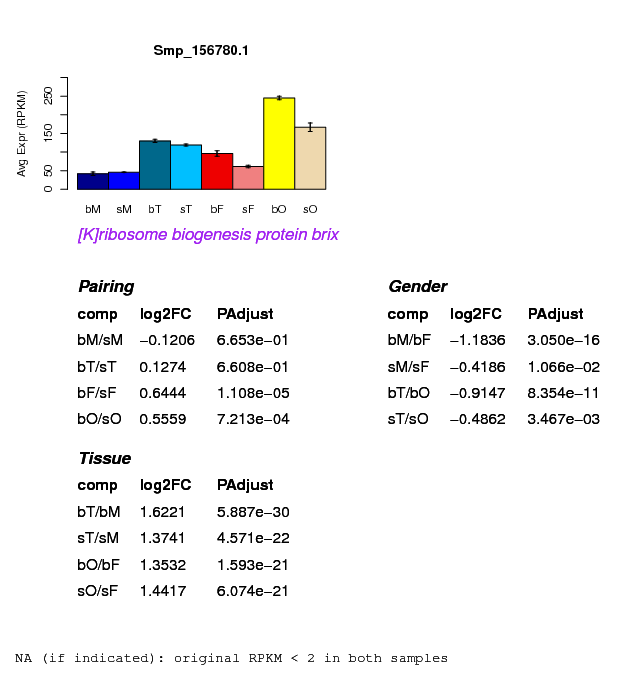 Smp_156780.1
Avg Expr (RPKM)
250
150
50
0
bM sM bT sT bF sF bO sO
[K]ribosome biogenesis protein brix
Pairing
comp log2FC PAdjust
bM/sM −0.1206 6.653e−01
bT/sT 0.1274 6.608e−01
bF/sF 0.6444 1.108e−05
bO/sO 0.5559 7.213e−04
Gender
comp log2FC PAdjust
bM/bF −1.1836 3.050e−16
sM/sF −0.4186 1.066e−02
bT/bO −0.9147 8.354e−11
sT/sO −0.4862 3.467e−03
Tissue
comp log2FC PAdjust
bT/bM 1.6221 5.887e−30
sT/sM 1.3741 4.571e−22
bO/bF 1.3532 1.593e−21
sO/sF 1.4417 6.074e−21
NA (if indicated): original RPKM < 2 in both samples